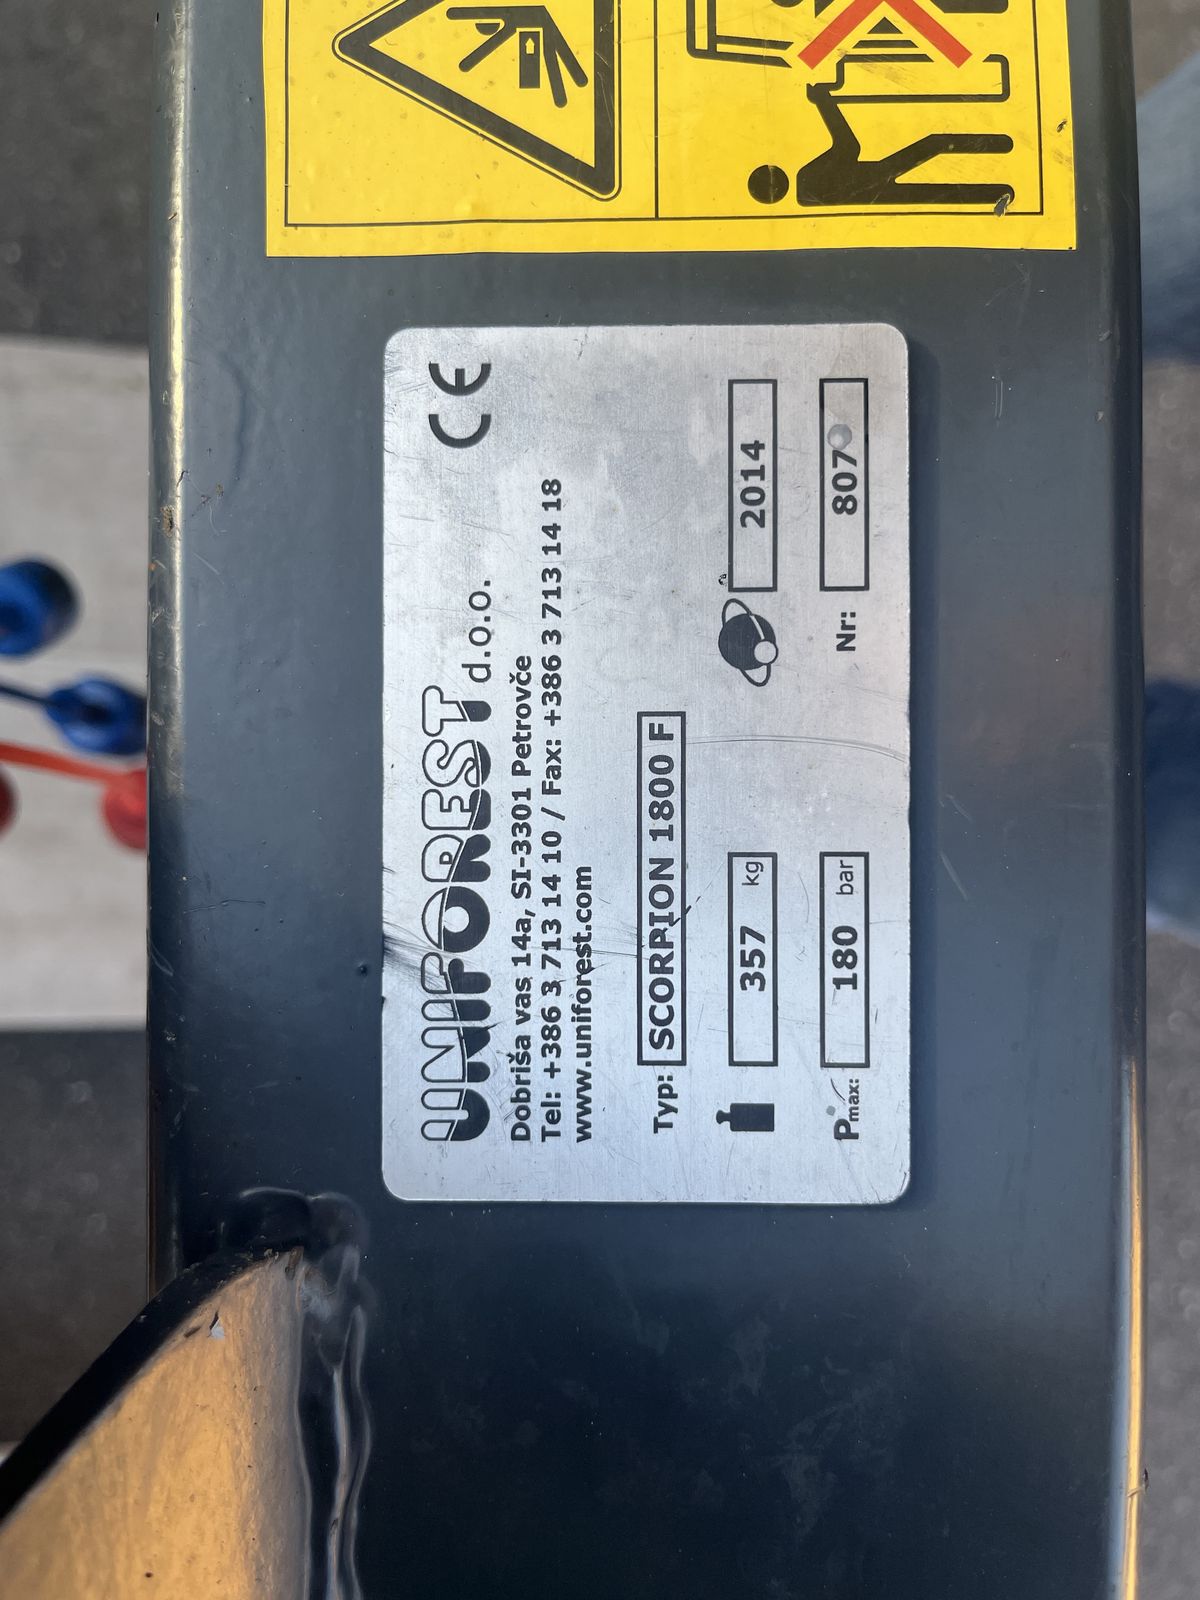 CE
UNIFOREST d.o.o.
Dobriša vas 14a, SI-3301 Petrovče
Tel: +386 3 713 14 10 / Fax: +386 3 713 14 18
www.uniforest.com
Typ: SCORPION 1800 F
357 kg 2014
Pmax: 180 bar Nr: 807